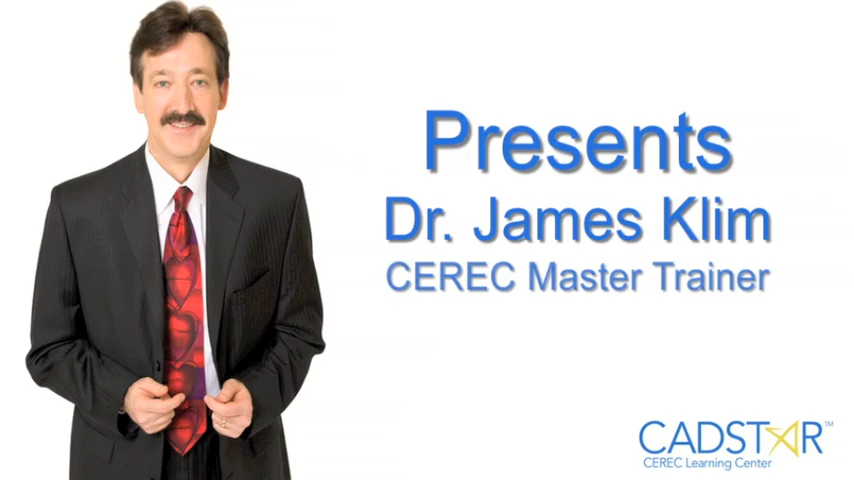 Presents
Dr. James Klim
CEREC Master Trainer
CADSTAR™
CEREC Learning Center